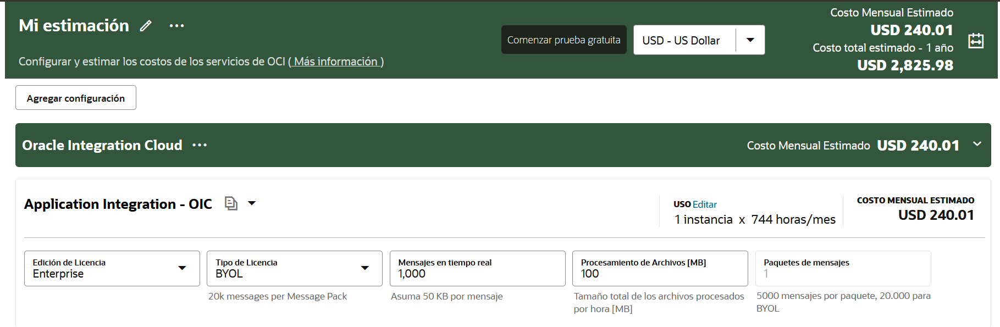 Mi estimación
Configurar y estimar los costos de los servicios de OCI ( Más información )
Comenzar prueba gratuita
USD - US Dollar
Costo Mensual Estimado
USD 240.01
Costo total estimado - 1 año
USD 2,825.98
Agregar configuración
Oracle Integration Cloud
Costo Mensual Estimado USD 240.01
Application Integration - OIC
USO Editar
1 instancia x 744 horas/mes
COSTO MENSUAL ESTIMADO
USD 240.01
Edición de Licencia
Enterprise
Tipo de Licencia
BYOL
20k messages per Message Pack
Mensajes en tiempo real
1,000
Asuma 50 KB por mensaje
Procesamiento de Archivos [MB]
100
Tamaño total de los archivos procesados
por hora [MB]
Paquetes de mensajes
1
5000 mensajes por paquete, 20.000 para
BYOL